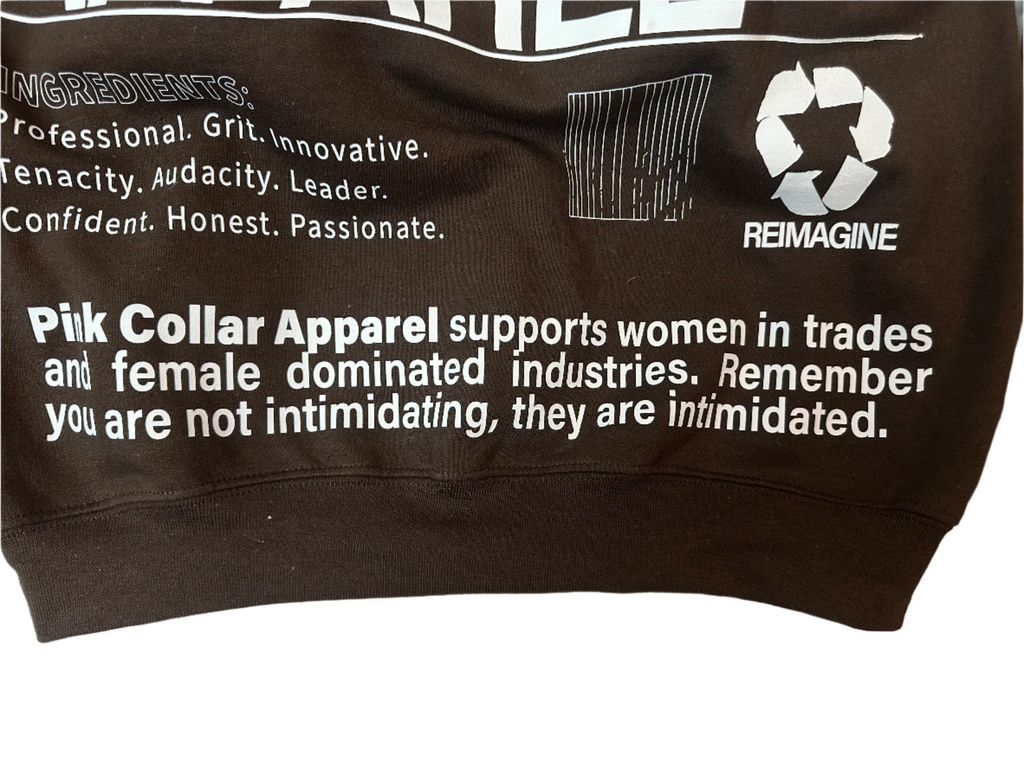 APPAREL
INGREDIENTS:
Professional. Grit. Innovative.
Tenacity. Audacity. Leader.
Confident. Honest. Passionate.
REIMAGINE
Pink Collar Apparel supports women in trades
and female dominated industries. Remember
you are not intimidating, they are intimidated.